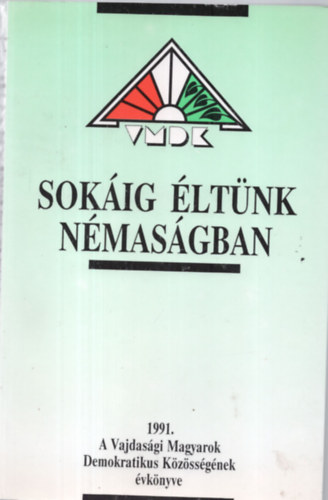 VMDK
SOKÁIG ÉLTÜNK
NÉMASÁGBAN
1991.
A Vajdasági Magyarok
Demokratikus Közösségének
évkönyve